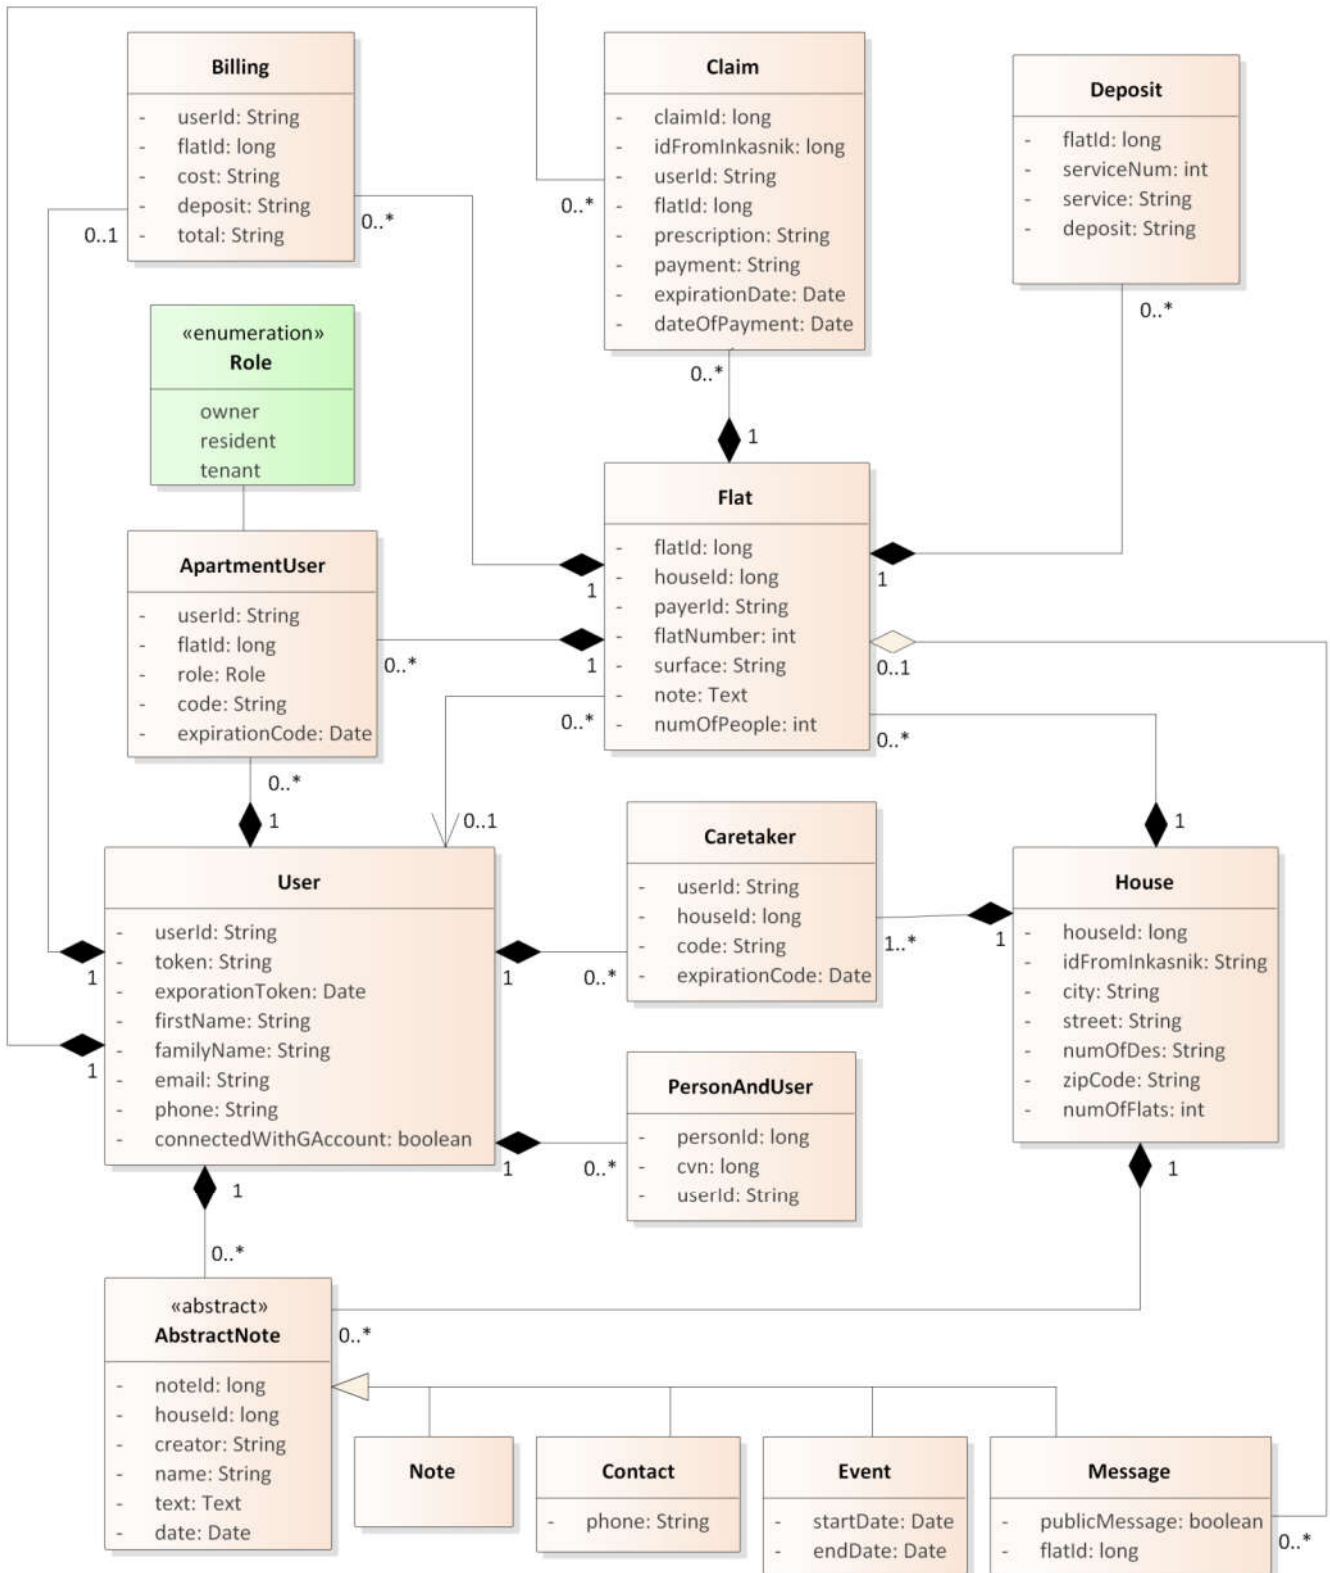 Billing
- userId: String
- flatId: long
- cost: String
- deposit: String
- total: String
0..1
0..*
Claim
- claimId: long
- idFromInkasnik: long
- userId: String
- flatId: long
- prescription: String
- payment: String
- expirationDate: Date
- dateOfPayment: Date
0..*
0..*
Deposit
- flatId: long
- serviceNum: int
- service: String
- deposit: String
0..*
«enumeration»
Role
owner
resident
tenant
ApartmentUser
- userId: String
- flatId: long
- role: Role
- code: String
- expirationCode: Date
0..*
0..*
1
Flat
- flatId: long
- houseId: long
- payerId: String
- flatNumber: int
- surface: String
- note: Text
- numOfPeople: int
1
1
1
0..*
1
0..1
0..*
0..1
User
- userId: String
- token: String
- exporationToken: Date
- firstName: String
- familyName: String
- email: String
- phone: String
- connectedWithGAccount: boolean
1
1
1
1
1
Caretaker
- userId: String
- houseId: long
- code: String
- expirationCode: Date
0..*
1..*
House
- houseId: long
- idFromInkasnik: String
- city: String
- street: String
- numOfDes: String
- zipCode: String
- numOfFlats: int
1
1
1
PersonAndUser
- personId: long
- cvn: long
- userId: String
0..*
0..*
«abstract»
AbstractNote
- noteId: long
- houseId: long
- creator: String
- name: String
- text: Text
- date: Date
0..*
Note
Contact
- phone: String
Event
- startDate: Date
- endDate: Date
Message
- publicMessage: boolean
- flatId: long
0..*